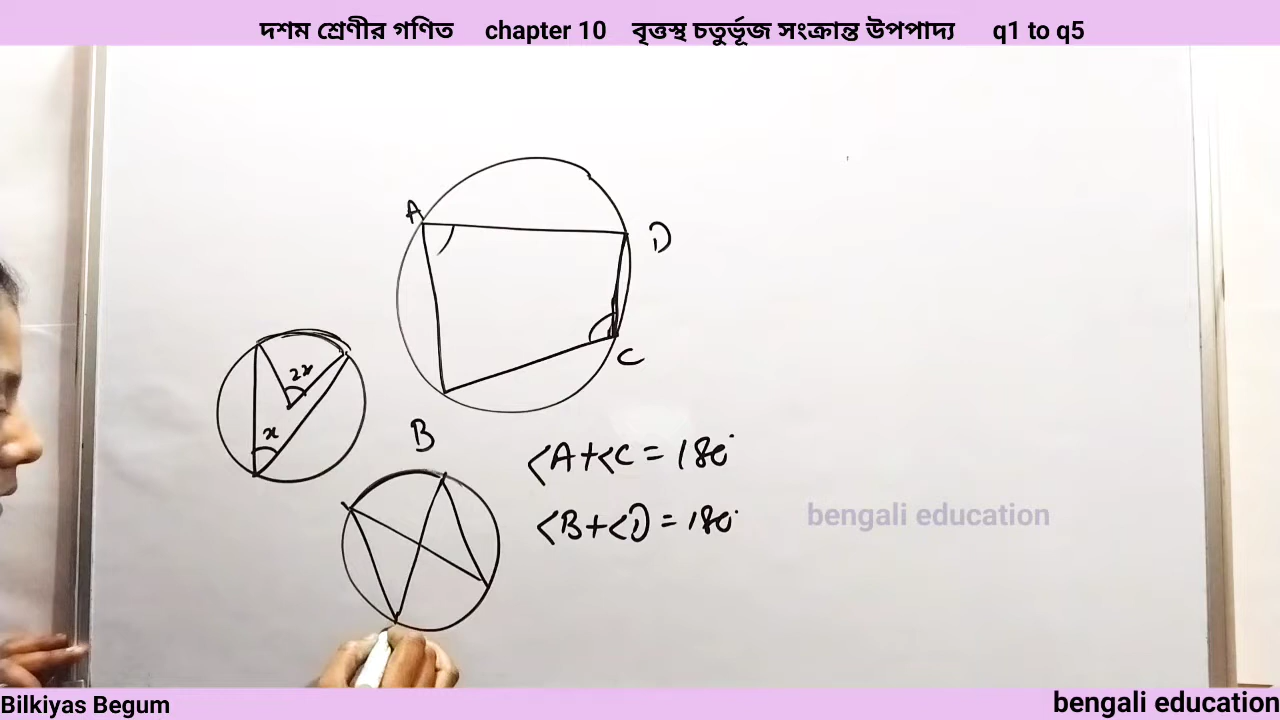 দশম শ্রেণীর গণিত chapter 10 বৃত্তস্থ চতুর্ভূজ সংক্রান্ত উপপাদ্য q1 to q5
A
D
C
2x
x
B
<A+<C = 180°
<B+<D = 180°
bengali education
Bilkiyas Begum
bengali education